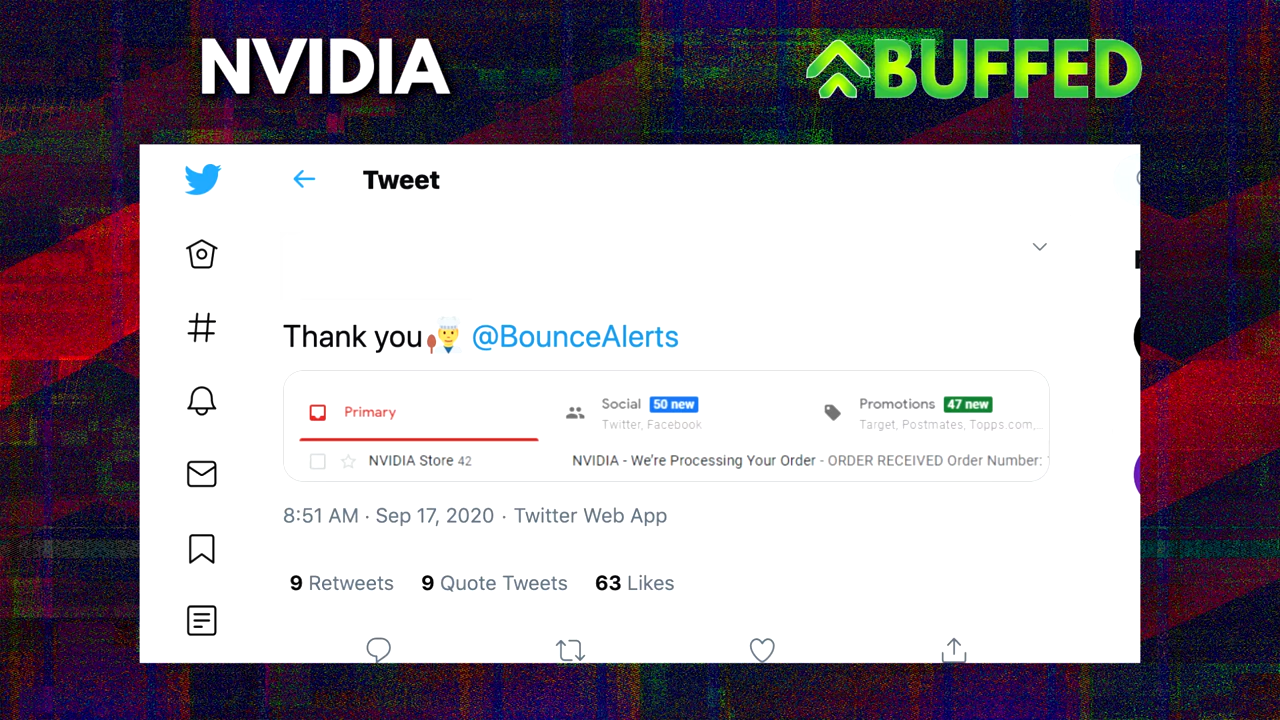 NVIDIA
BUFFED
Tweet
Thank you @BounceAlerts
Primary
Social 50 new
Twitter, Facebook
Promotions 47 new
Target, Postmates, Topps.com,...
NVIDIA Store 42 NVIDIA - We're Processing Your Order - ORDER RECEIVED Order Number:
8:51 AM · Sep 17, 2020 · Twitter Web App
9 Retweets 9 Quote Tweets 63 Likes